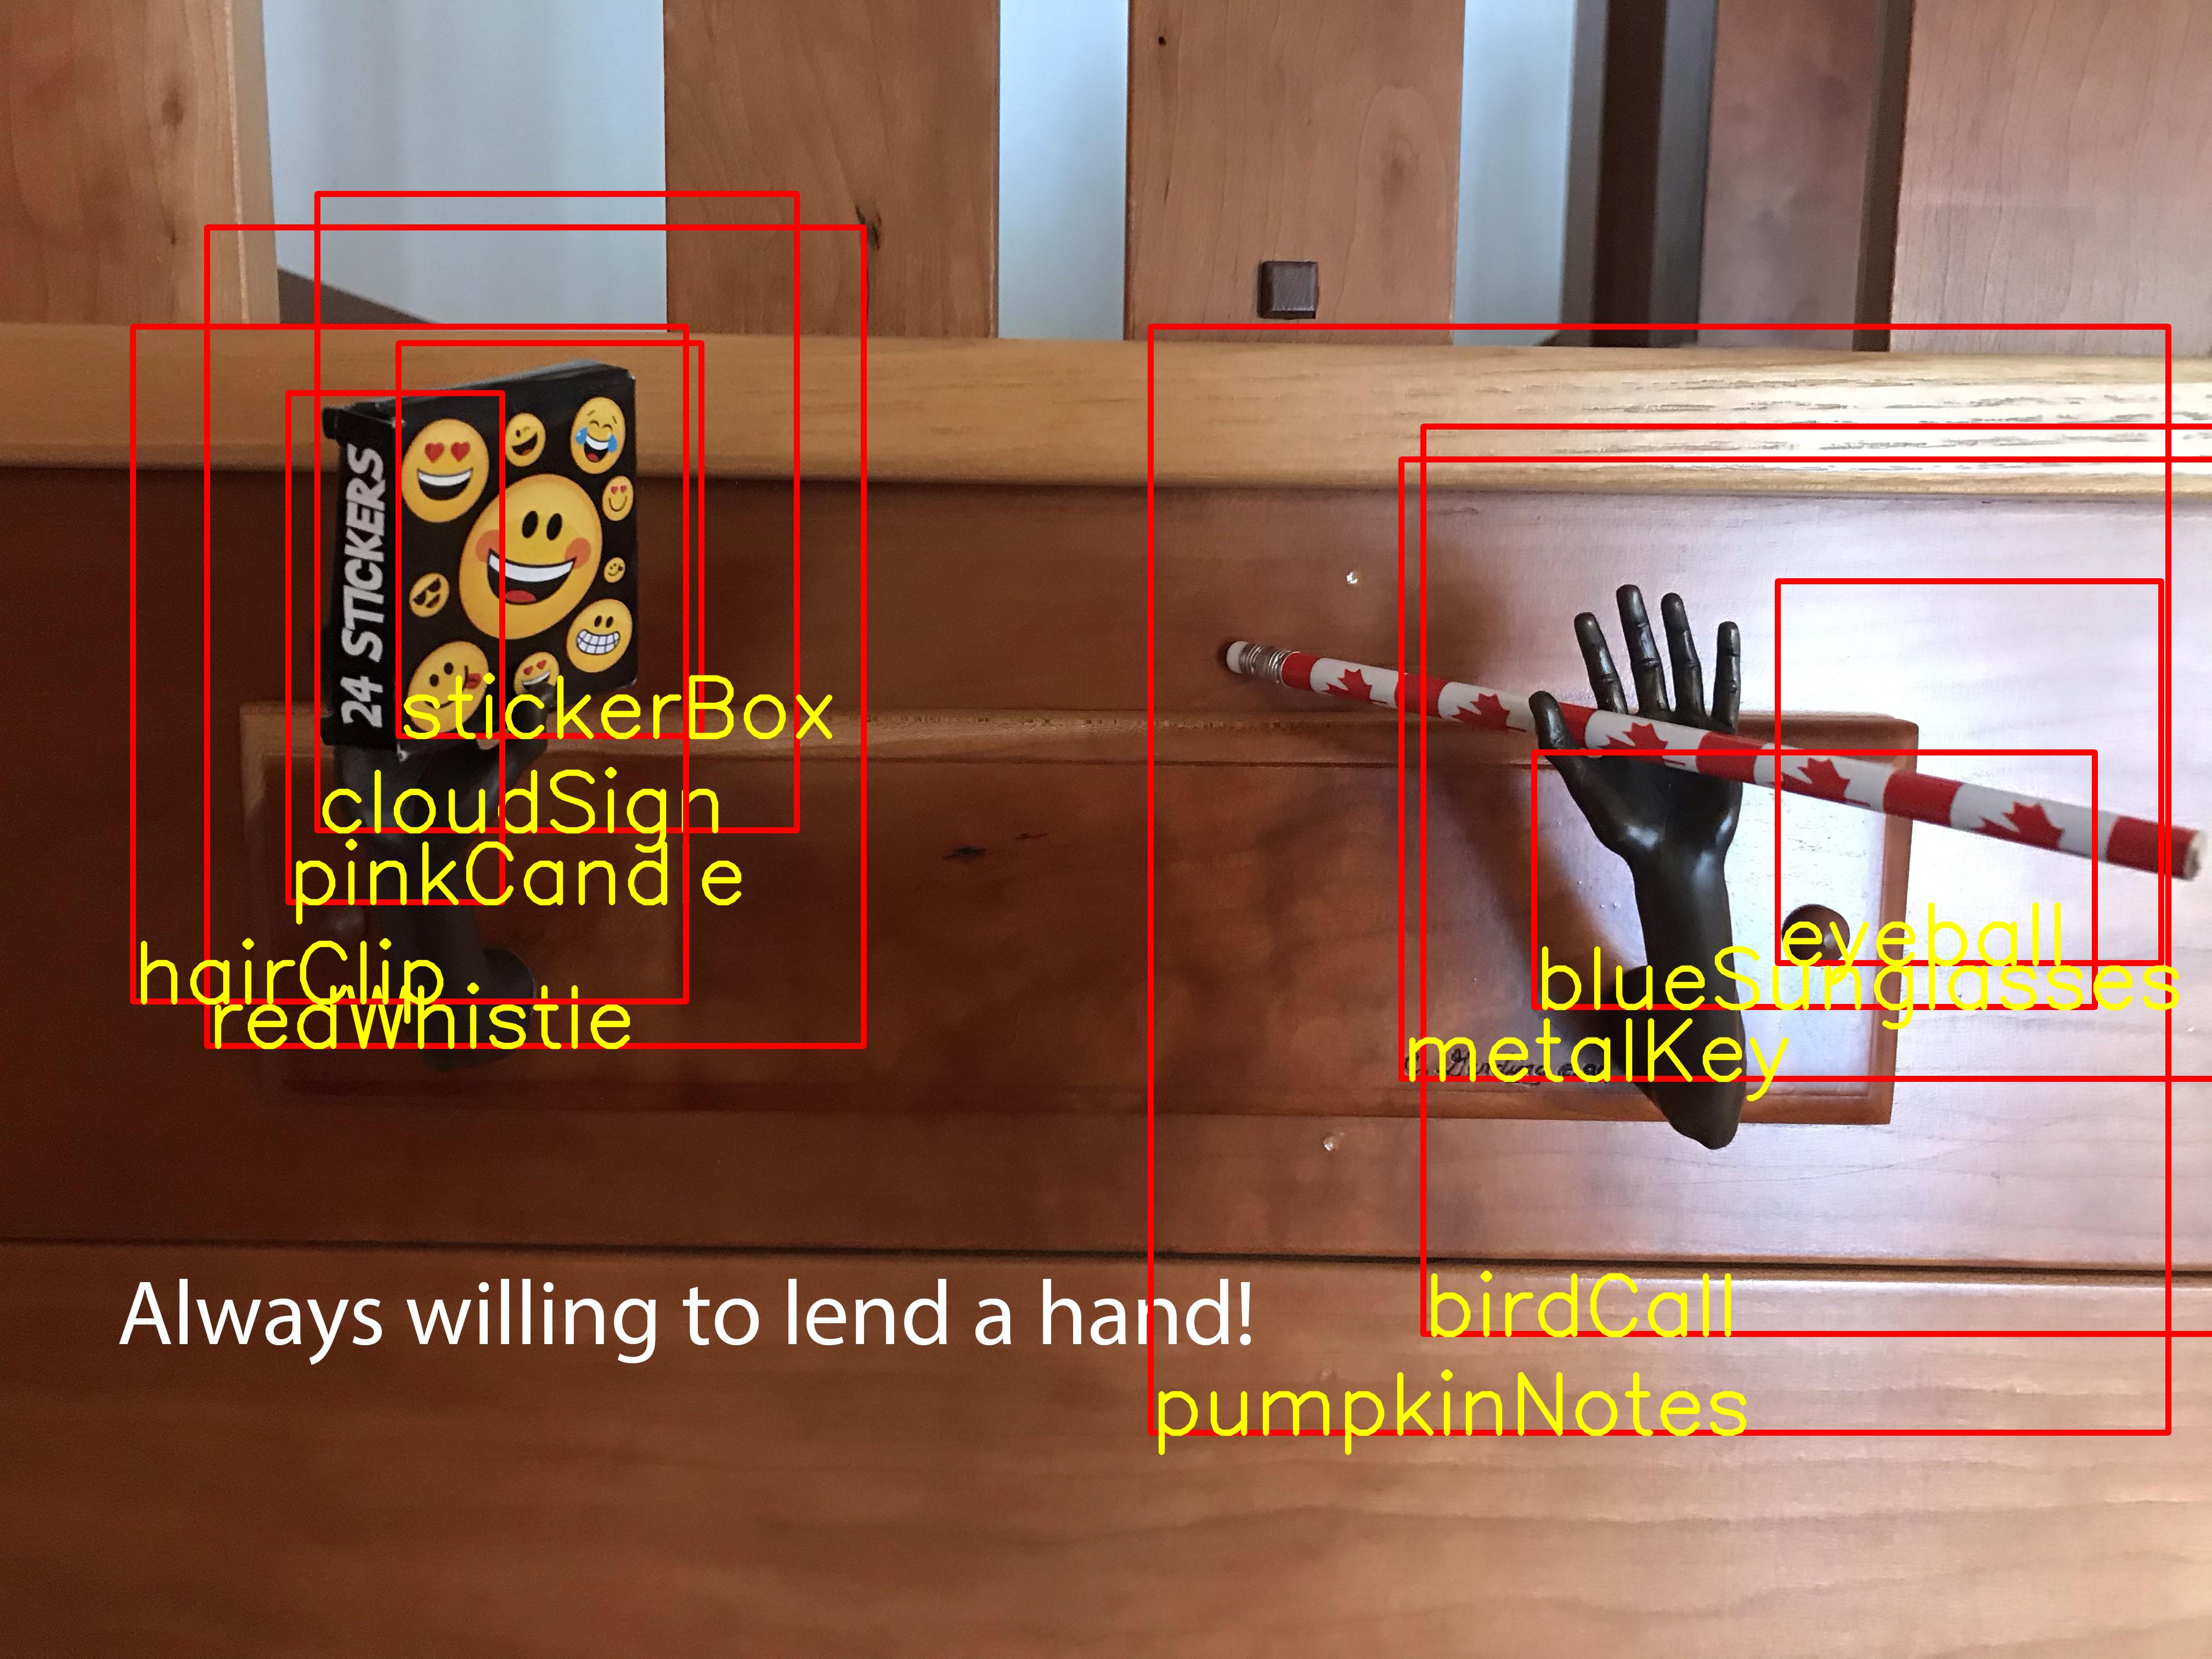 24 STICKERS
stickerBox
cloudSign
pinkCandle
hairClip
redWhistle
eyeball
blueSunglasses
metalKey
birdCall
Always willing to lend a hand!
pumpkinNotes